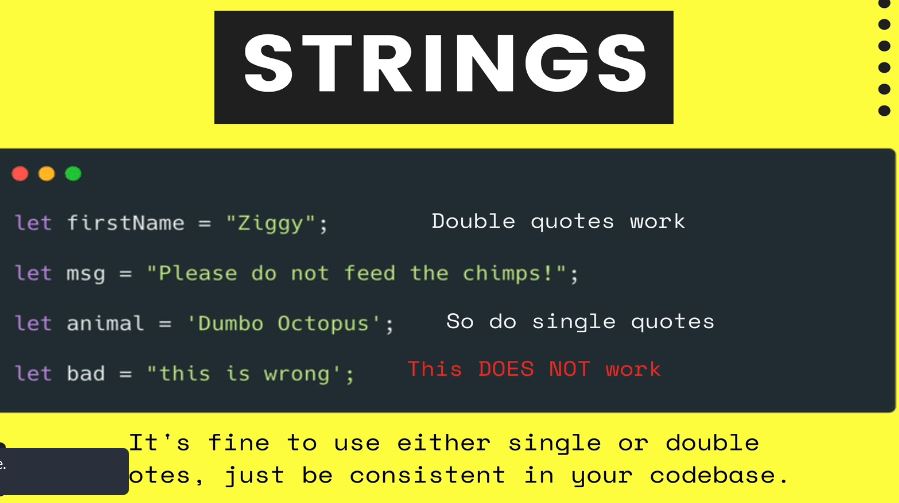 STRINGS
let firstName = "Ziggy"; Double quotes work
let msg = "Please do not feed the chimps!";
let animal = 'Dumbo Octopus'; So do single quotes
let bad = "this is wrong'; This DOES NOT work
It's fine to use either single or double
e.
otes, just be consistent in your codebase.